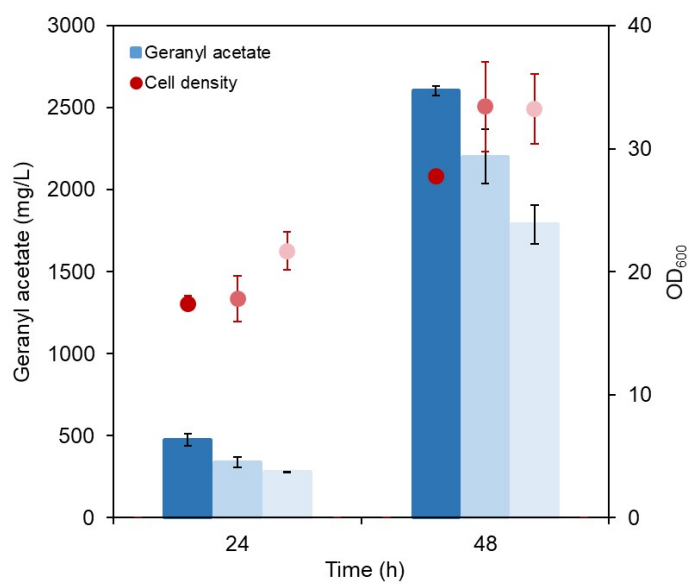 Geranyl acetate
Cell density
Geranyl acetate (mg/L)
3000
2500
2000
1500
1000
500
0
40
30
20
10
0
OD₆₀₀
24
48
Time (h)